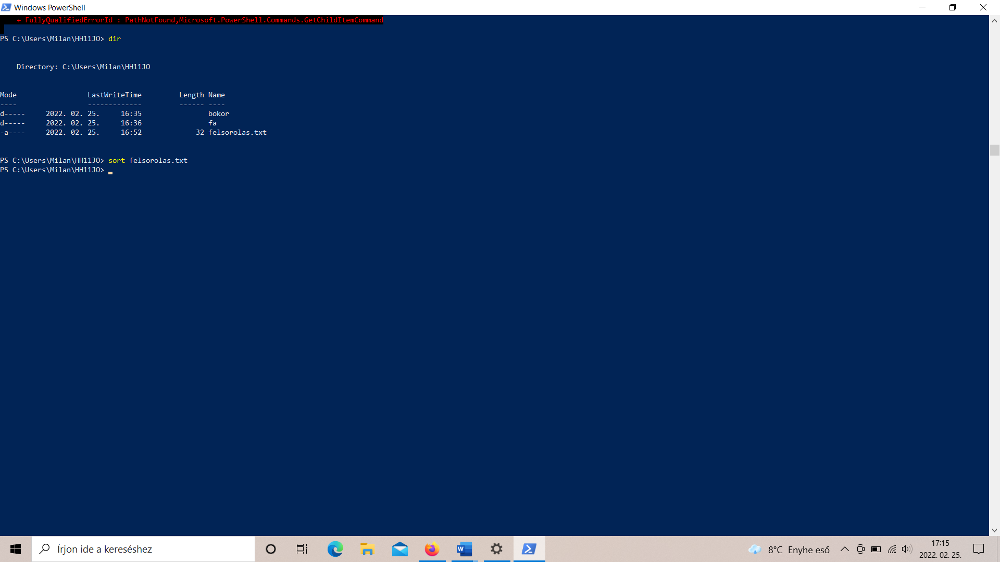 Windows PowerShell
+ FullyQualifiedErrorId : PathNotFound,Microsoft.PowerShell.Commands.GetChildItemCommand
PS C:\Users\Milan\HH11JO> dir
Directory: C:\Users\Milan\HH11JO
Mode LastWriteTime Length Name
---- ------------- ------ ----
d----- 2022. 02. 25. 16:35 bokor
d----- 2022. 02. 25. 16:36 fa
-a---- 2022. 02. 25. 16:52 32 felsorolas.txt
PS C:\Users\Milan\HH11JO> sort felsorolas.txt
PS C:\Users\Milan\HH11JO>
Írjon ide a kereséshez
8°C Enyhe eső
17:15
2022. 02. 25.